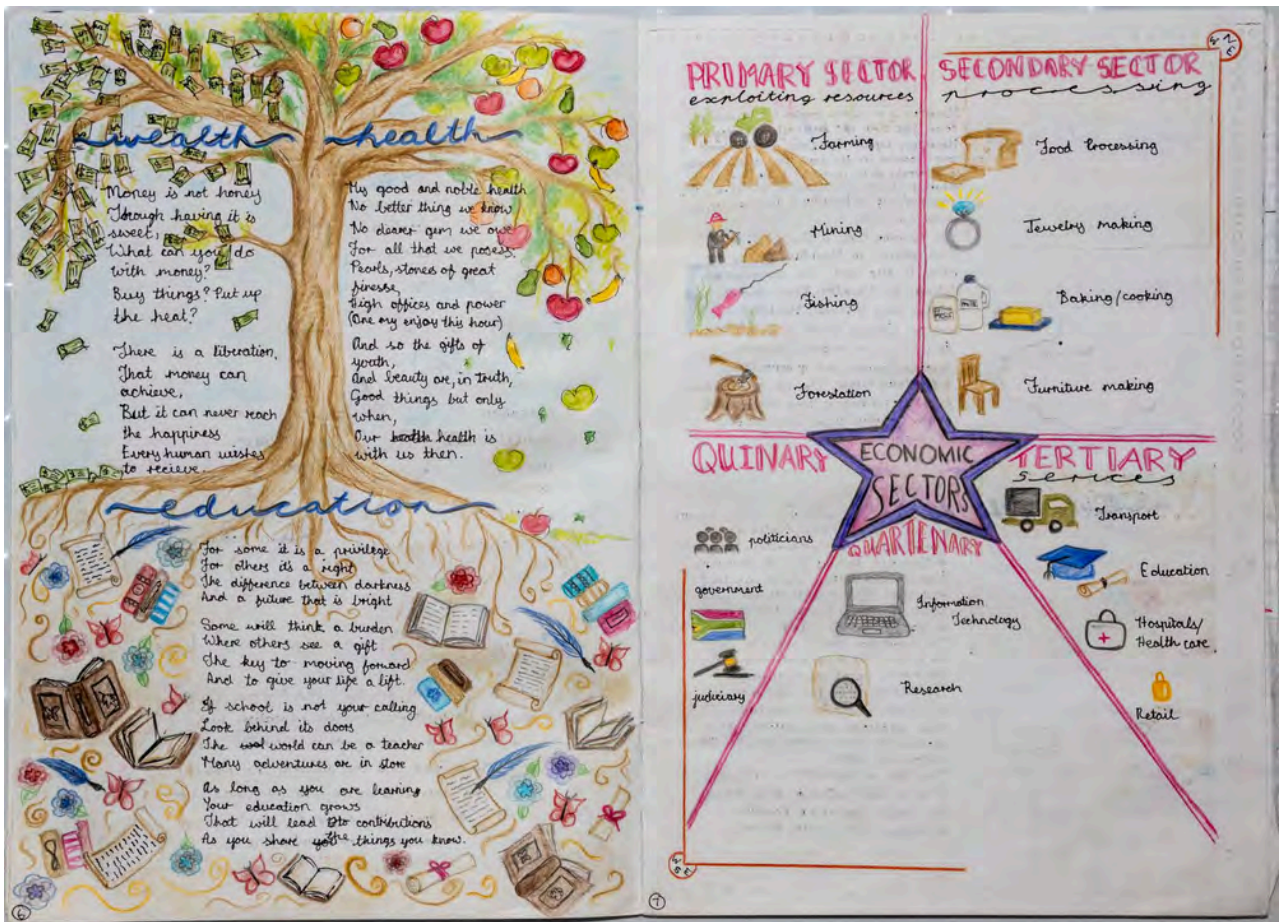 wealth
Money is not honey
Through having it is
sweet,
What can you do
with money?
Buy things? Put up
the heat?
There is a liberation,
That money can
achieve,
But it can never reach
the happiness
Every human wishes
to recieve.
health
My good and noble health
No better thing we know
No dearer gem we owe
For all that we posess.
Pearls, stones of great
finesse,
High offices and power
(One my enjoy this hour)
And so the gifts of
youth,
And beauty are, in truth,
Good things but only
when,
Our health health is
with us then.
education
For some it is a privilege
For others it's a right
The difference between darkness
And a future that is bright
Some will think a burden
Where others see a gift
The key to moving forward
And to give your life a lift.
If school is not your calling
Look behind its doors
The world can be a teacher
Many adventures are in store
As long as you are learning
Your education grows
That will lead to contributions
As you share the things you know.
6
PRIMARY SECTOR
exploiting resources
Farming
Mining
Fishing
Forestation
SECONDARY SECTOR
processing
Food Processing
Jewelry making
Baking/cooking
Furniture making
ECONOMIC
SECTORS
QUINARY
politicians
government
judiciary
QUARTENARY
Information
Technology
Research
TERTIARY
serices
Transport
Education
Hospitals/
Health care
Retail
7